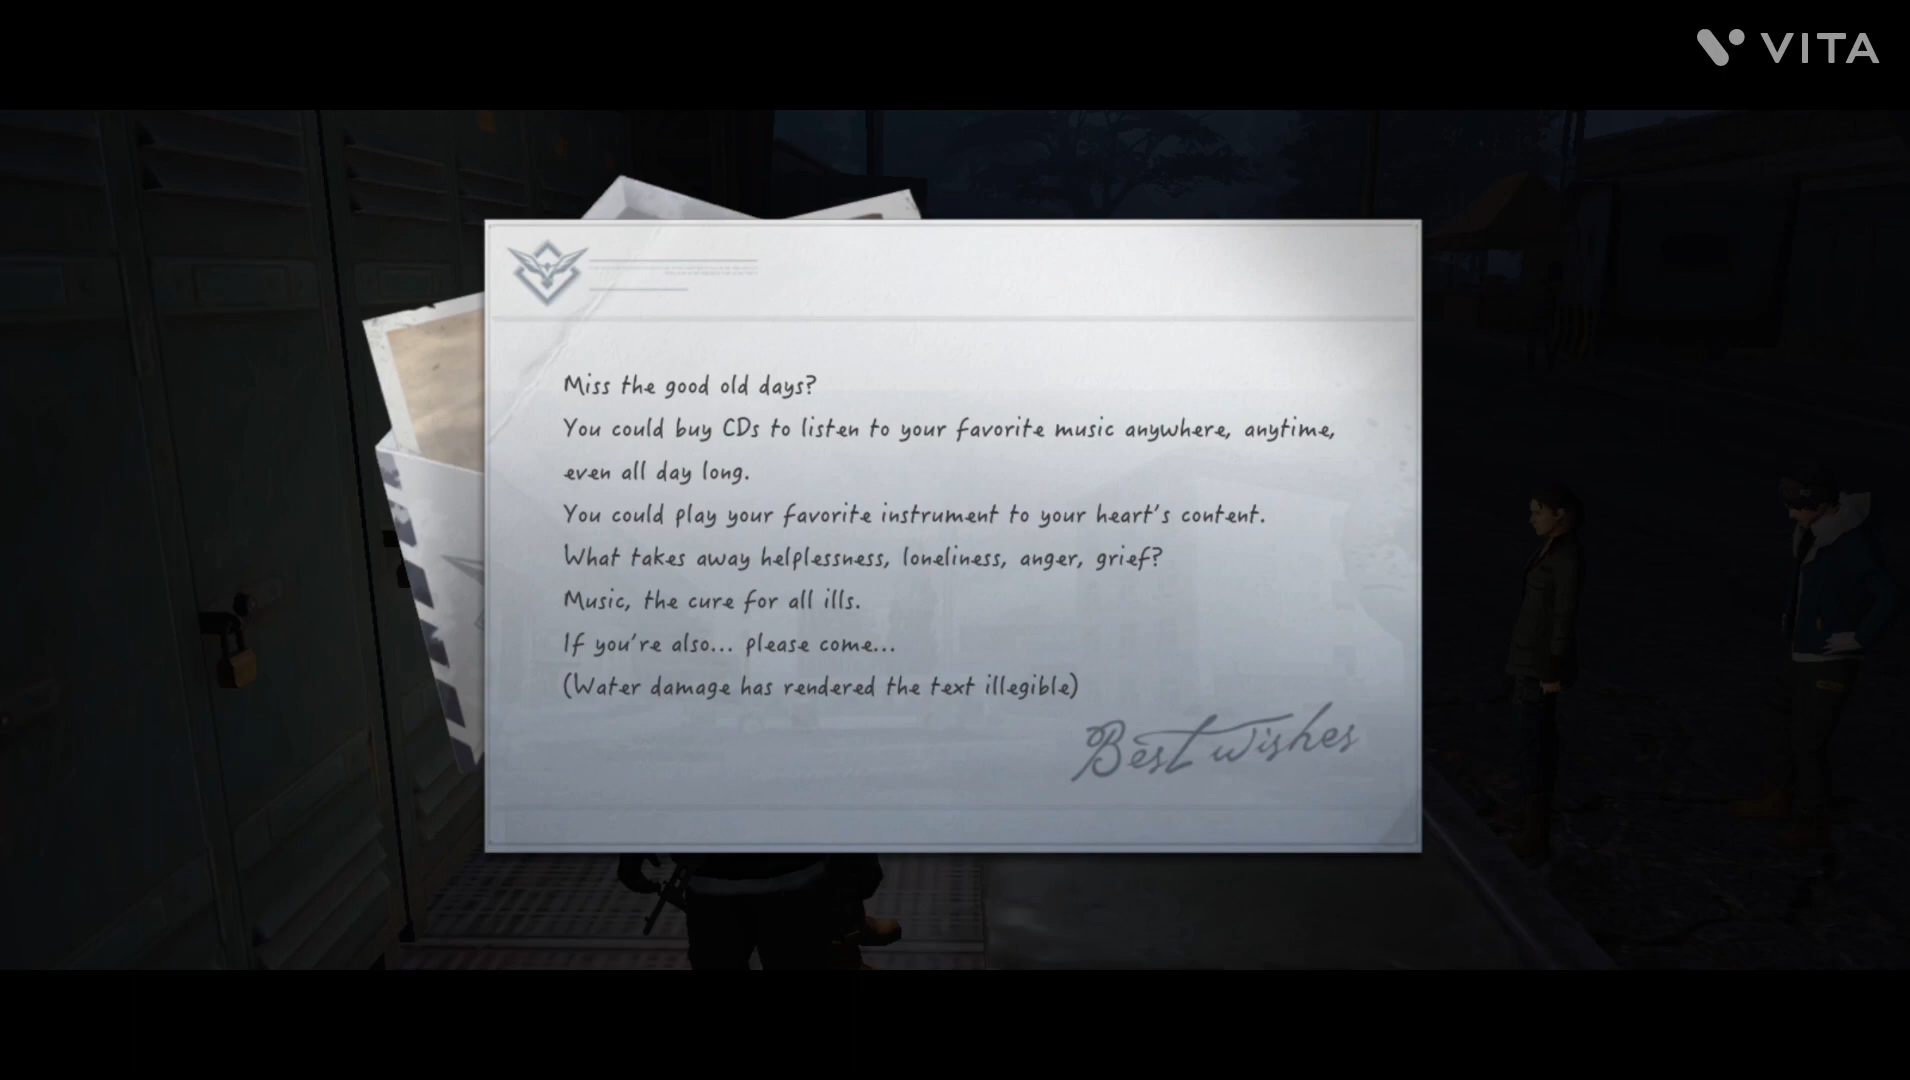 VITA
Miss the good old days?
You could buy CDs to listen to your favorite music anywhere, anytime,
even all day long.
You could play your favorite instrument to your heart's content.
What takes away helplessness, loneliness, anger, grief?
Music, the cure for all ills.
If you're also... please come...
(Water damage has rendered the text illegible)
Best wishes